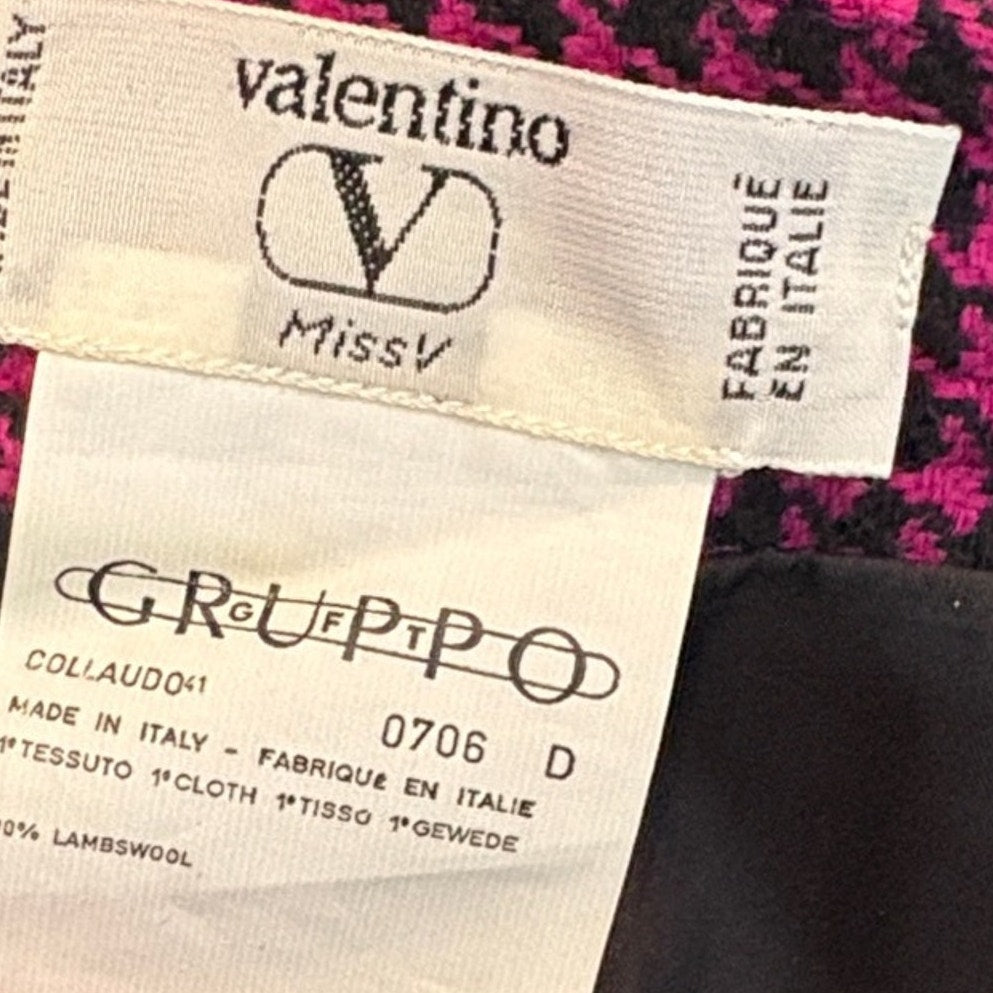 valentino
V
MissV
FABRIQUÉ
EN ITALIE
GRUPPO
GFT
COLLAUDO41
0706 D
MADE IN ITALY - FABRIQUÉ EN ITALIE
1°TESSUTO 1°CLOTH 1°TISSO 1°GEWEDE
LAMBSWOOL